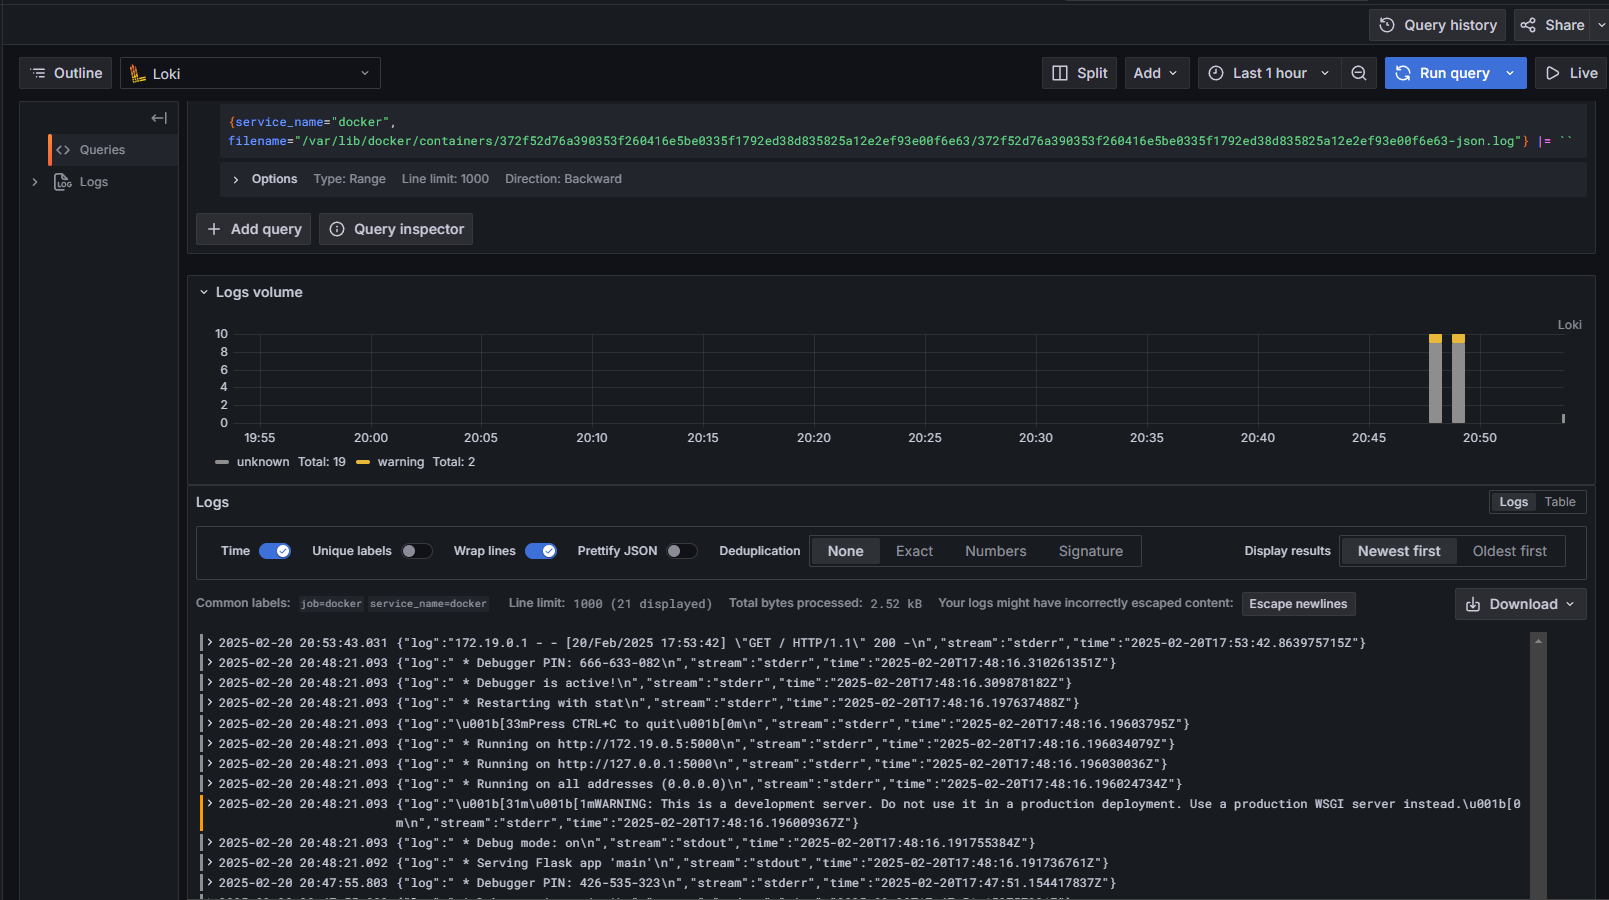 Query history
Share
Outline
Loki
Split
Add
Last 1 hour
Run query
Live
Queries
Logs
{service_name="docker",
filename="/var/lib/docker/containers/372f52d76a390353f260416e5be0335f1792ed38d835825a12e2ef93e00f6e63/372f52d76a390353f260416e5be0335f1792ed38d835825a12e2ef93e00f6e63-json.log"} |= ``
Options Type: Range Line limit: 1000 Direction: Backward
Add query
Query inspector
Logs volume
Loki
10
8
6
4
2
0
19:55 20:00 20:05 20:10 20:15 20:20 20:25 20:30 20:35 20:40 20:45 20:50
unknown Total: 19 warning Total: 2
Logs
Logs Table
Time Unique labels Wrap lines Prettify JSON Deduplication None Exact Numbers Signature Display results Newest first Oldest first
Common labels: job=docker service_name=docker Line limit: 1000 (21 displayed) Total bytes processed: 2.52 kB Your logs might have incorrectly escaped content: Escape newlines Download
2025-02-20 20:53:43.031 {"log":"172.19.0.1 - - [20/Feb/2025 17:53:42] \"GET / HTTP/1.1\" 200 -\n","stream":"stderr","time":"2025-02-20T17:53:42.863975715Z"}
2025-02-20 20:48:21.093 {"log":" * Debugger PIN: 666-633-082\n","stream":"stderr","time":"2025-02-20T17:48:16.310261351Z"}
2025-02-20 20:48:21.093 {"log":" * Debugger is active!\n","stream":"stderr","time":"2025-02-20T17:48:16.309878182Z"}
2025-02-20 20:48:21.093 {"log":" * Restarting with stat\n","stream":"stderr","time":"2025-02-20T17:48:16.197637488Z"}
2025-02-20 20:48:21.093 {"log":"\u001b[33mPress CTRL+C to quit\u001b[0m\n","stream":"stderr","time":"2025-02-20T17:48:16.19603795Z"}
2025-02-20 20:48:21.093 {"log":" * Running on http://172.19.0.5:5000\n","stream":"stderr","time":"2025-02-20T17:48:16.196034079Z"}
2025-02-20 20:48:21.093 {"log":" * Running on http://127.0.0.1:5000\n","stream":"stderr","time":"2025-02-20T17:48:16.196030036Z"}
2025-02-20 20:48:21.093 {"log":" * Running on all addresses (0.0.0.0)\n","stream":"stderr","time":"2025-02-20T17:48:16.196024734Z"}
2025-02-20 20:48:21.093 {"log":"\u001b[31m\u001b[1mWARNING: This is a development server. Do not use it in a production deployment. Use a production WSGI server instead.\u001b[0
m\n","stream":"stderr","time":"2025-02-20T17:48:16.196009367Z"}
2025-02-20 20:48:21.093 {"log":" * Debug mode: on\n","stream":"stdout","time":"2025-02-20T17:48:16.191755384Z"}
2025-02-20 20:48:21.092 {"log":" * Serving Flask app 'main'\n","stream":"stdout","time":"2025-02-20T17:48:16.191736761Z"}
2025-02-20 20:47:55.803 {"log":" * Debugger PIN: 426-535-323\n","stream":"stderr","time":"2025-02-20T17:47:51.154417837Z"}